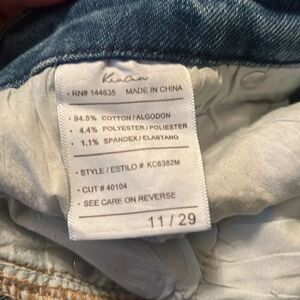 KanCan
• RN# 144635 MADE IN CHINA
• 94.5% COTTON/ALGODON
• 4.4% POLYESTER/POLIESTER
• 1.1% SPANDEX/ELASTANO
• STYLE/ESTILO # KC6382M
• CUT # 40104
• SEE CARE ON REVERSE
11/29